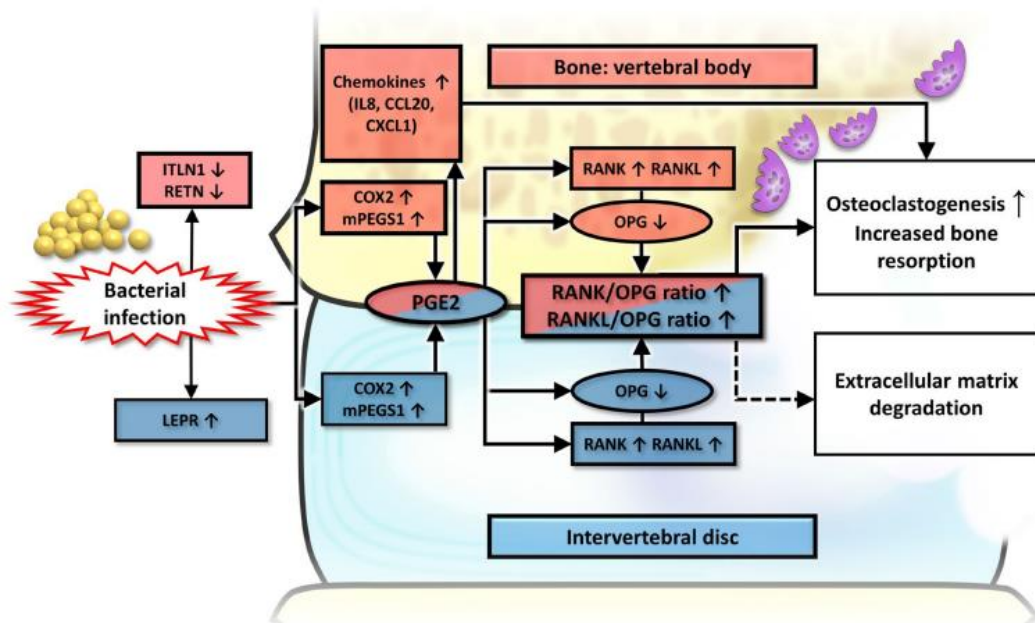 Bone: vertebral body
Chemokines ↑
(IL8, CCL20,
CXCL1)
ITLN1 ↓
RETN ↓
COX2 ↑
mPEGS1 ↑
RANK ↑ RANKL ↑
OPG ↓
Osteoclastogenesis ↑
Increased bone
resorption
Bacterial
infection
PGE2
RANK/OPG ratio ↑
RANKL/OPG ratio ↑
COX2 ↑
mPEGS1 ↑
OPG ↓
Extracellular matrix
degradation
LEPR ↑
RANK ↑ RANKL ↑
Intervertebral disc